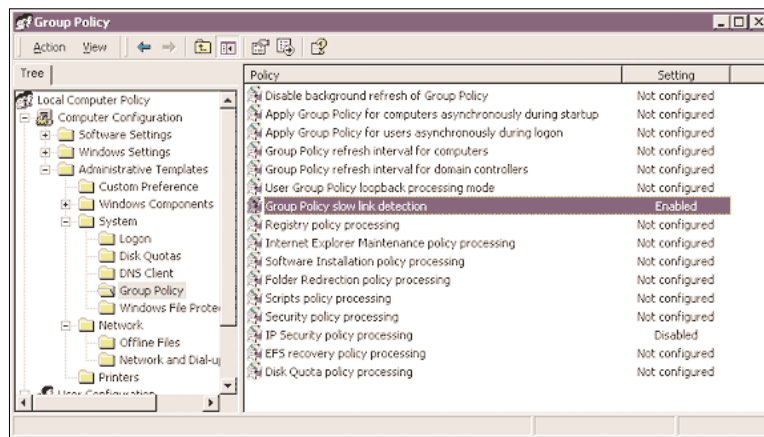 Group Policy
Action View
Tree
Policy Setting
Local Computer Policy
Computer Configuration
Software Settings
Windows Settings
Administrative Templates
Custom Preference
Windows Components
System
Logon
Disk Quotas
DNS Client
Group Policy
Windows File Prote
Network
Offline Files
Network and Dial-u
Printers
User Configuration
Disable background refresh of Group Policy Not configured
Apply Group Policy for computers asynchronously during startup Not configured
Apply Group Policy for users asynchronously during logon Not configured
Group Policy refresh interval for computers Not configured
Group Policy refresh interval for domain controllers Not configured
User Group Policy loopback processing mode Not configured
Group Policy slow link detection Enabled
Registry policy processing Not configured
Internet Explorer Maintenance policy processing Not configured
Software Installation policy processing Not configured
Folder Redirection policy processing Not configured
Scripts policy processing Not configured
Security policy processing Not configured
IP Security policy processing Disabled
EFS recovery policy processing Not configured
Disk Quota policy processing Not configured